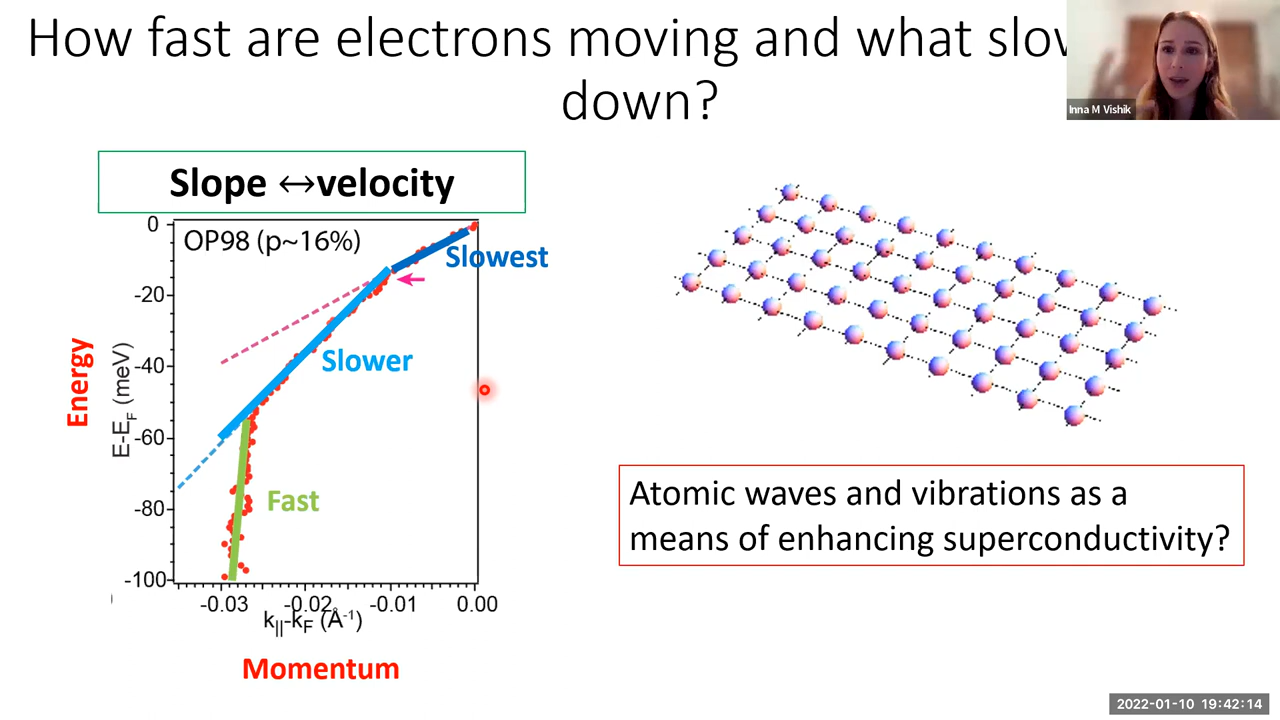 How fast are electrons moving and what slow
down?
Inna M Vishik
Slope ↔velocity
OP98 (p~16%)
Slowest
Slower
Fast
0
-20
-40
-60
-80
-100
Energy
E-E_F (meV)
-0.03 -0.02 -0.01 0.00
k_||-k_F (Å^-1)
Momentum
Atomic waves and vibrations as a
means of enhancing superconductivity?
2022-01-10 19:42:14